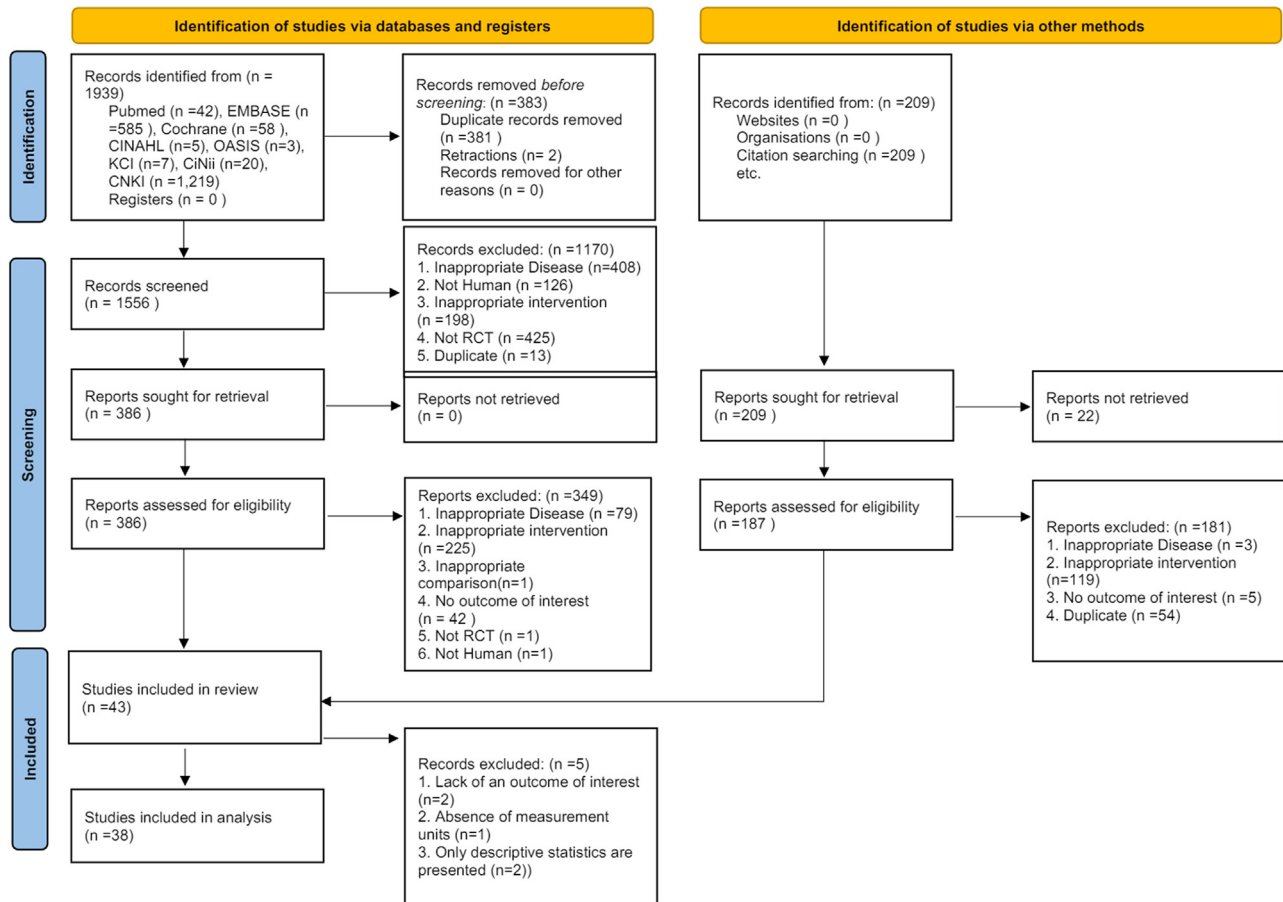 Identification of studies via databases and registers
Identification of studies via other methods
Identification
Records identified from (n =
1939)
Pubmed (n =42), EMBASE (n
=585 ), Cochrane (n =58 ),
CINAHL (n=5), OASIS (n=3),
KCI (n=7), CiNii (n=20),
CNKI (n =1,219)
Registers (n = 0 )
Records removed before
screening: (n =383)
Duplicate records removed
(n =381 )
Retractions (n= 2)
Records removed for other
reasons (n = 0)
Records identified from: (n =209)
Websites (n =0 )
Organisations (n =0 )
Citation searching (n =209 )
etc.
Screening
Records screened
(n = 1556 )
Records excluded: (n =1170)
1. Inappropriate Disease (n=408)
2. Not Human (n =126)
3. Inappropriate intervention
(n =198)
4. Not RCT (n =425)
5. Duplicate (n =13)
Reports sought for retrieval
(n = 386 )
Reports not retrieved
(n = 0)
Reports sought for retrieval
(n =209 )
Reports not retrieved
(n = 22)
Reports assessed for eligibility
(n = 386)
Reports excluded: (n =349)
1. Inappropriate Disease (n =79)
2. Inappropriate intervention
(n =225)
3. Inappropriate
comparison(n=1)
4. No outcome of interest
(n = 42 )
5. Not RCT (n =1)
6. Not Human (n=1)
Reports assessed for eligibility
(n =187 )
Reports excluded: (n =181)
1. Inappropriate Disease (n =3)
2. Inappropriate intervention
(n=119)
3. No outcome of interest (n =5)
4. Duplicate (n =54)
Included
Studies included in review
(n =43)
Records excluded: (n =5)
1. Lack of an outcome of interest
(n=2)
2. Absence of measurement
units (n=1)
3. Only descriptive statistics are
presented (n=2))
Studies included in analysis
(n =38)